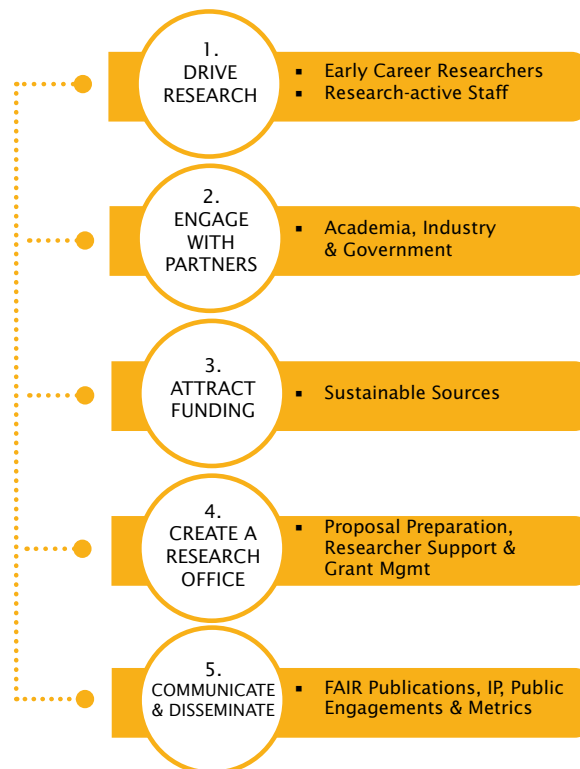 1.
DRIVE
RESEARCH
▪ Early Career Researchers
▪ Research-active Staff
2.
ENGAGE
WITH
PARTNERS
▪ Academia, Industry
& Government
3.
ATTRACT
FUNDING
▪ Sustainable Sources
4.
CREATE A
RESEARCH
OFFICE
▪ Proposal Preparation,
Researcher Support &
Grant Mgmt
5.
COMMUNICATE
& DISSEMINATE
▪ FAIR Publications, IP, Public
Engagements & Metrics